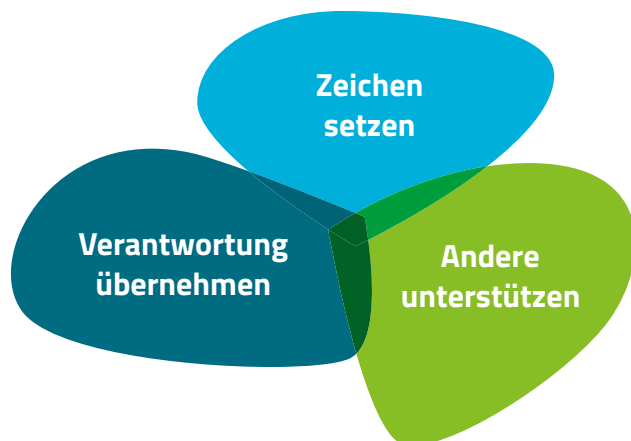 Zeichen
setzen
Verantwortung
übernehmen
Andere
unterstützen